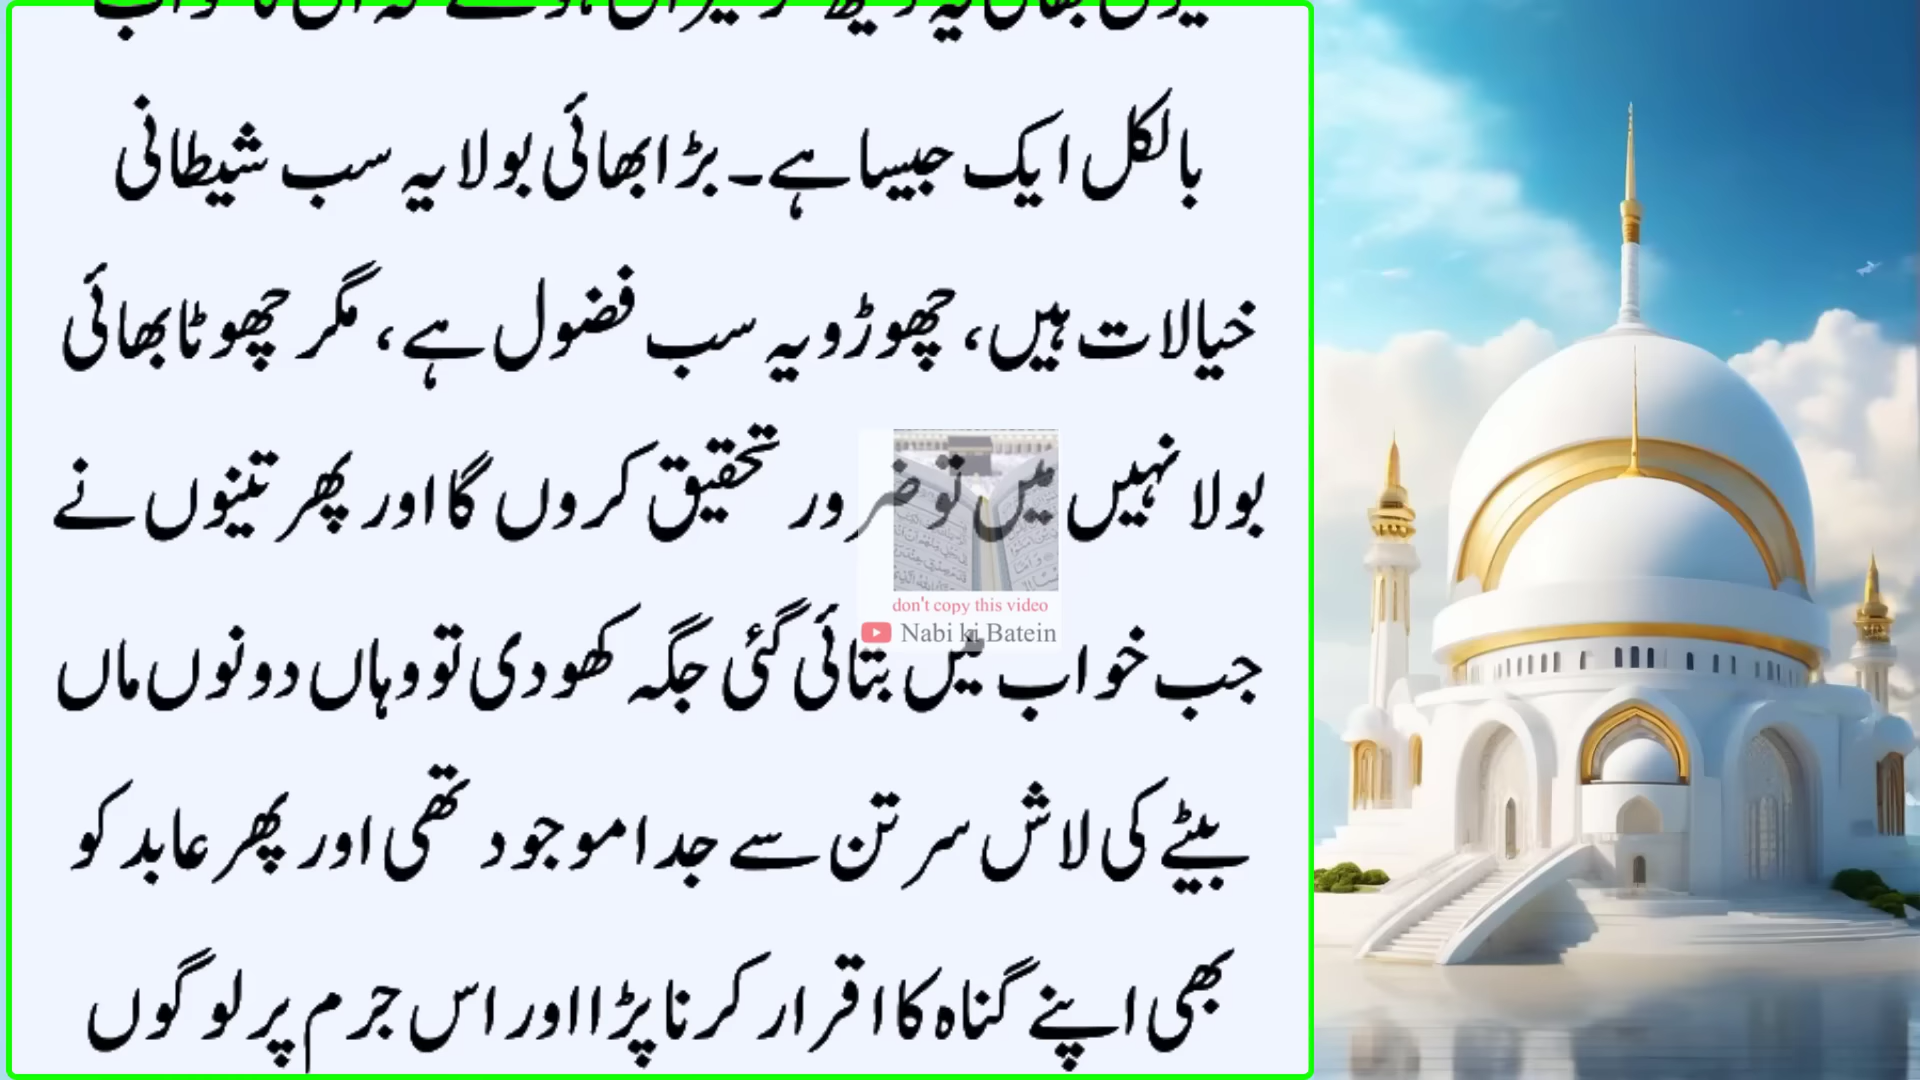 بالکل ایک جیسا ہے۔ بڑا بھائی بولا یہ سب شیطانی
خیالات ہیں، چھوڑو یہ سب فضول ہے، مگر چھوٹا بھائی
بولا نہیں میں تو ضرور تحقیق کروں گا اور پھر تینوں نے
don't copy this video
Nabi ki Batein
جب خواب میں بتائی گئی جگہ کھودی تو وہاں دونوں ماں
بیٹے کی لاش سر تن سے جدا موجود تھی اور پھر عابد کو
بھی اپنے گناہ کا اقرار کرنا پڑا اور اس جرم پر لوگوں